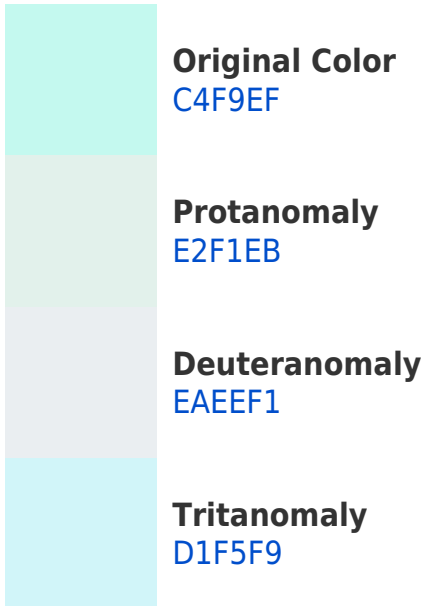 Original Color
C4F9EF
Protanomaly
E2F1EB
Deuteranomaly
EAEEF1
Tritanomaly
D1F5F9